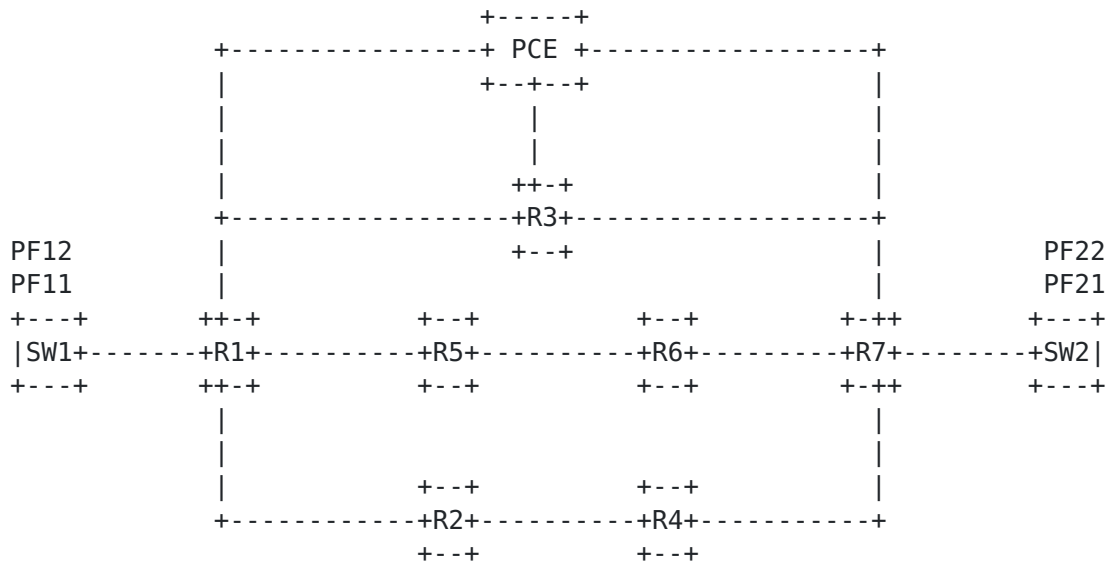 +-----+
              +----------------+ PCE +------------------+
              |                +--+--+                  |
              |                   |                     |
              |                   |                     |
              |                  ++-+                   |
              +------------------+R3+-------------------+
PF12          |                  +--+                   |          PF22
PF11          |                                         |          PF21
+---+       ++-+          +--+          +--+         +-++        +---+
|SW1+-------+R1+----------+R5+----------+R6+---------+R7+--------+SW2|
+---+       ++-+          +--+          +--+         +-++        +---+
              |                                         |
              |                                         |
              |            +--+          +--+           |
              +------------+R2+----------+R4+-----------+
                           +--+          +--+